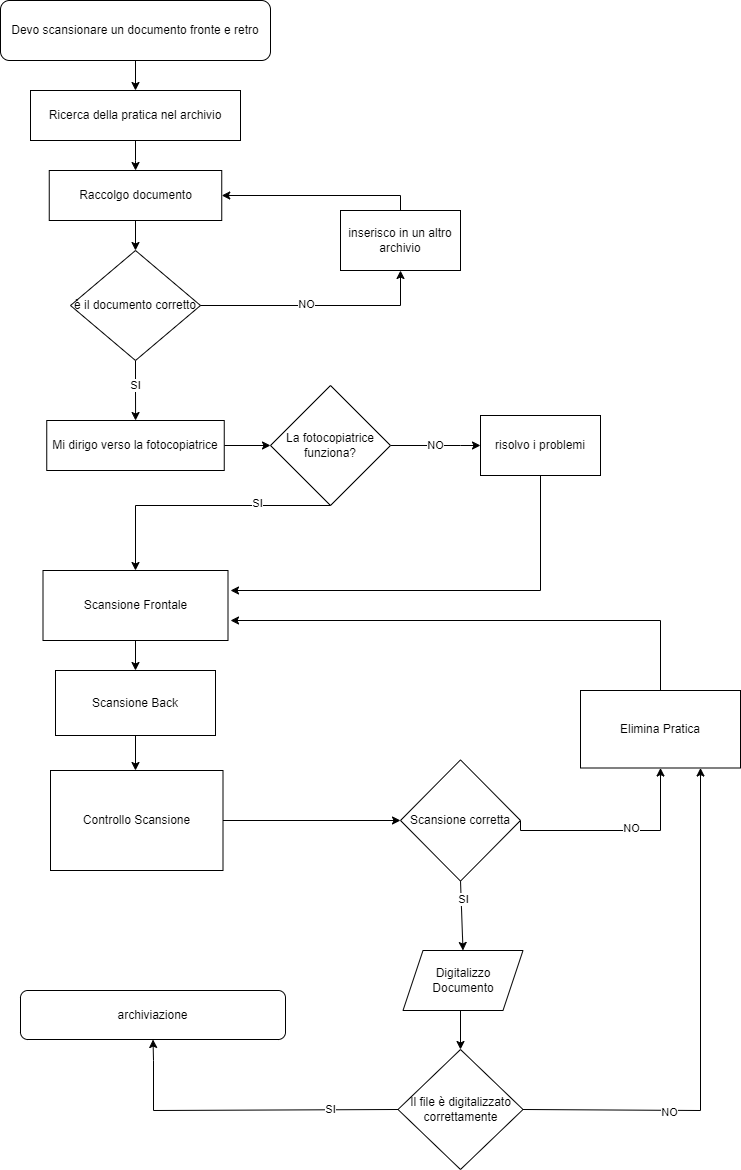 Devo scansionare un documento fronte e retro
Ricerca della pratica nel archivio
Raccolgo documento
inserisco in un altro
archivio
è il documento corretto
NO
SI
Mi dirigo verso la fotocopiatrice
La fotocopiatrice
funziona?
NO
risolvo i problemi
SI
Scansione Frontale
Scansione Back
Elimina Pratica
Controllo Scansione
Scansione corretta
NO
SI
Digitalizzo
Documento
archiviazione
Il file è digitalizzato
correttamente
SI
NO